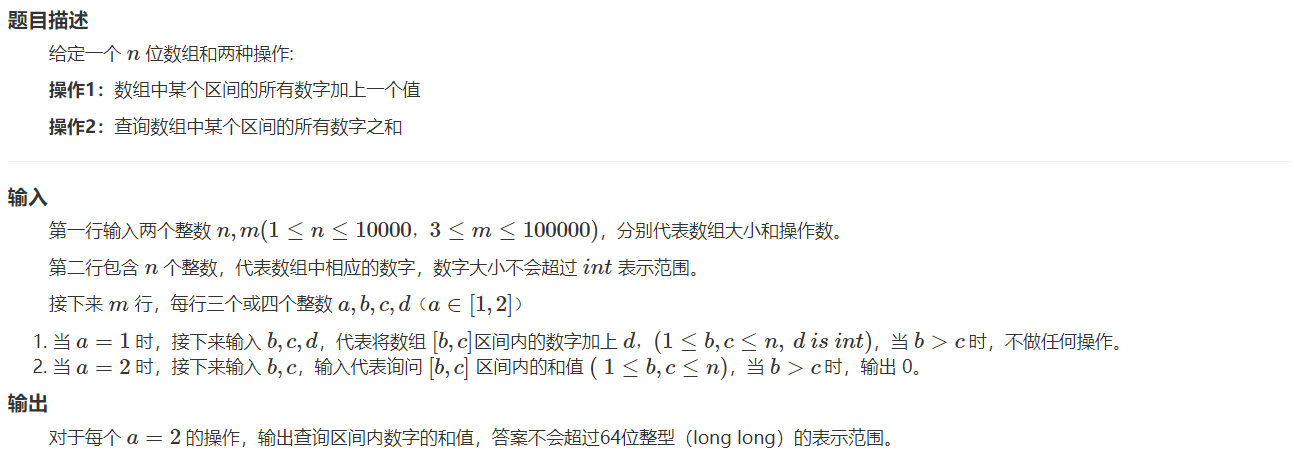 题目描述
给定一个 n 位数组和两种操作:
操作1：数组中某个区间的所有数字加上一个值
操作2：查询数组中某个区间的所有数字之和
输入
第一行输入两个整数 n, m(1 ≤ n ≤ 10000，3 ≤ m ≤ 100000)，分别代表数组大小和操作数。
第二行包含 n 个整数，代表数组中相应的数字，数字大小不会超过 int 表示范围。
接下来 m 行，每行三个或四个整数 a, b, c, d（a ∈ [1, 2]）
1. 当 a = 1 时，接下来输入 b, c, d，代表将数组 [b, c]区间内的数字加上 d，(1 ≤ b, c ≤ n, d is int)，当 b > c 时，不做任何操作。
2. 当 a = 2 时，接下来输入 b, c，输入代表询问 [b, c] 区间内的和值 ( 1 ≤ b, c ≤ n)，当 b > c 时，输出 0。
输出
对于每个 a = 2 的操作，输出查询区间内数字的和值，答案不会超过64位整型（long long）的表示范围。